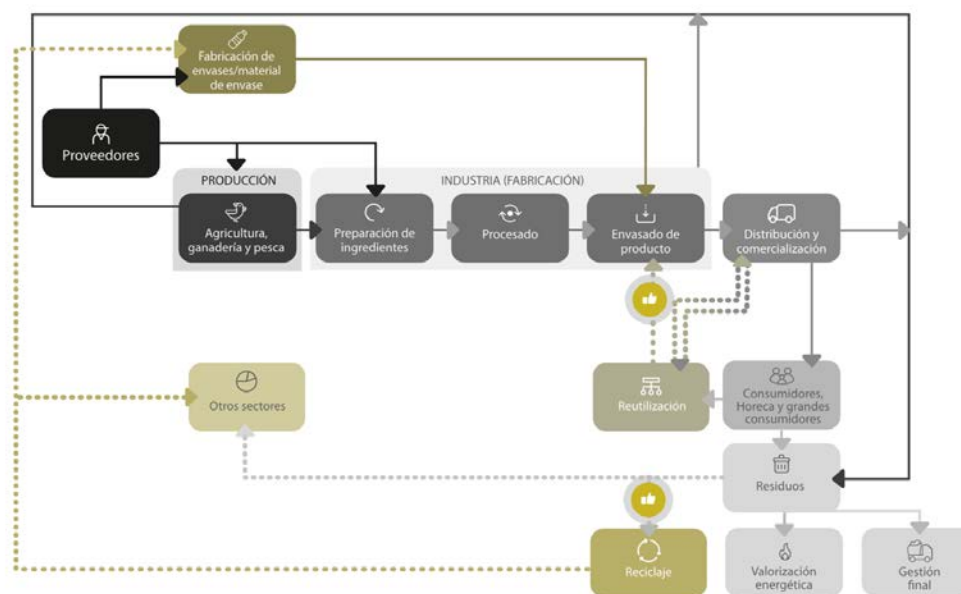 Fabricación de
envases/material
de envase
Proveedores
PRODUCCIÓN
INDUSTRIA (FABRICACIÓN)
Agricultura,
ganadería y pesca
Preparación de
ingredientes
Procesado
Envasado de
producto
Distribución y
comercialización
Otros sectores
Reutilización
Consumidores,
Horeca y grandes
consumidores
Residuos
Reciclaje
Valorización
energética
Gestión
final